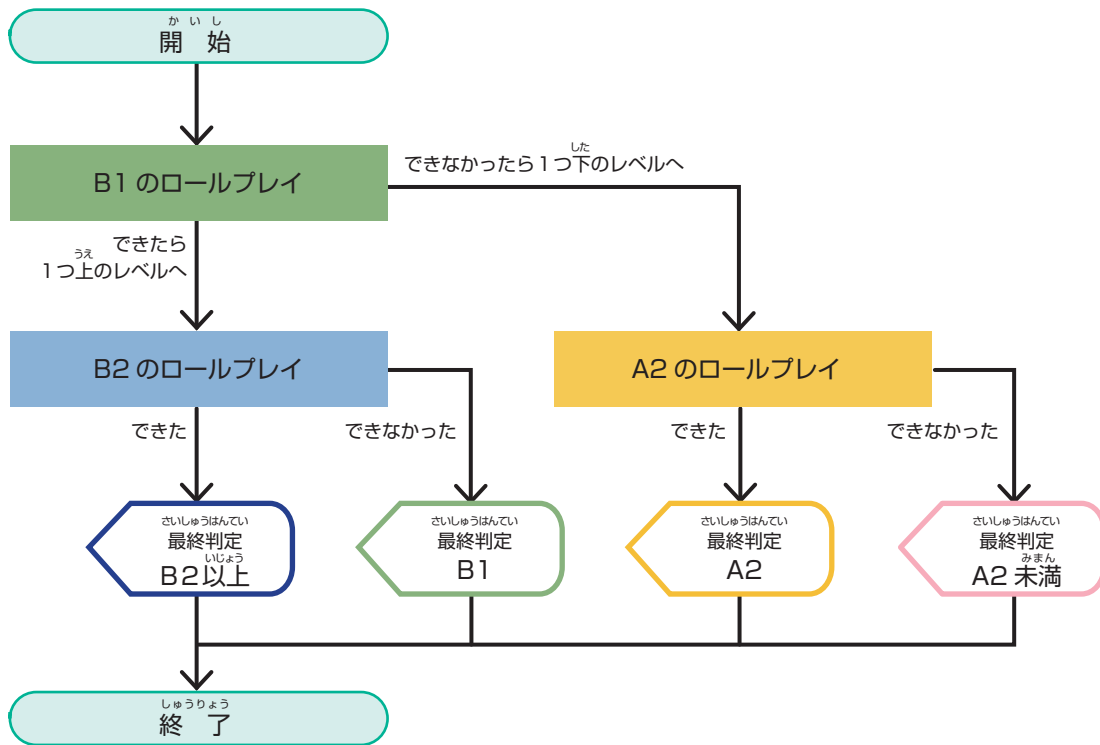 かいし
開 始
B1 のロールプレイ
できなかったら１つ下のレベルへ
した
できたら
うえ
１つ上のレベルへ
B2 のロールプレイ
A2 のロールプレイ
できた
できなかった
できた
できなかった
さいしゅうはんてい
最終判定
いじょう
B2以上
さいしゅうはんてい
最終判定
B1
さいしゅうはんてい
最終判定
A2
さいしゅうはんてい
最終判定
みまん
A2 未満
しゅうりょう
終 了